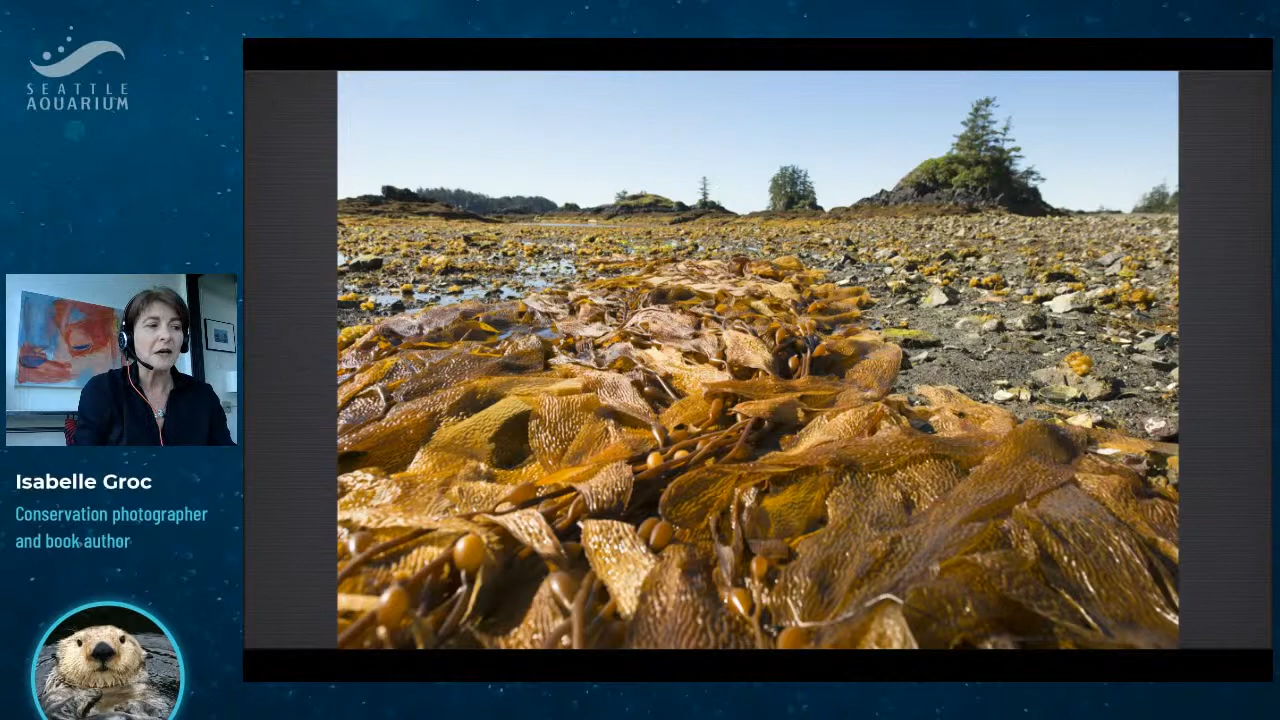 SEATTLE
AQUARIUM
Isabelle Groc
Conservation photographer
and book author